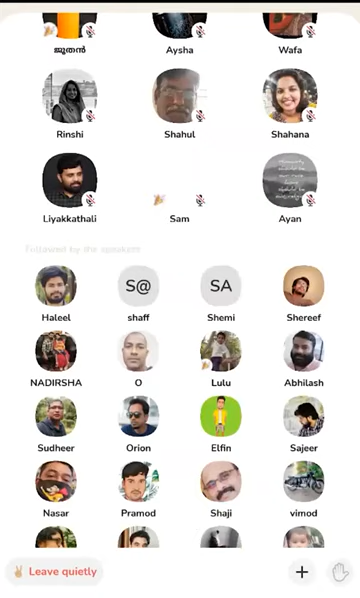 ജൂതൻ Aysha Wafa
Rinshi Shahul Shahana
Liyakkathali Sam Ayan
Followed by the speakers
S@ SA
Haleel shaff Shemi Shereef
NADIRSHA O Lulu Abhilash
Sudheer Orion Elfin Sajeer
Nasar Pramod Shaji vimod
Leave quietly